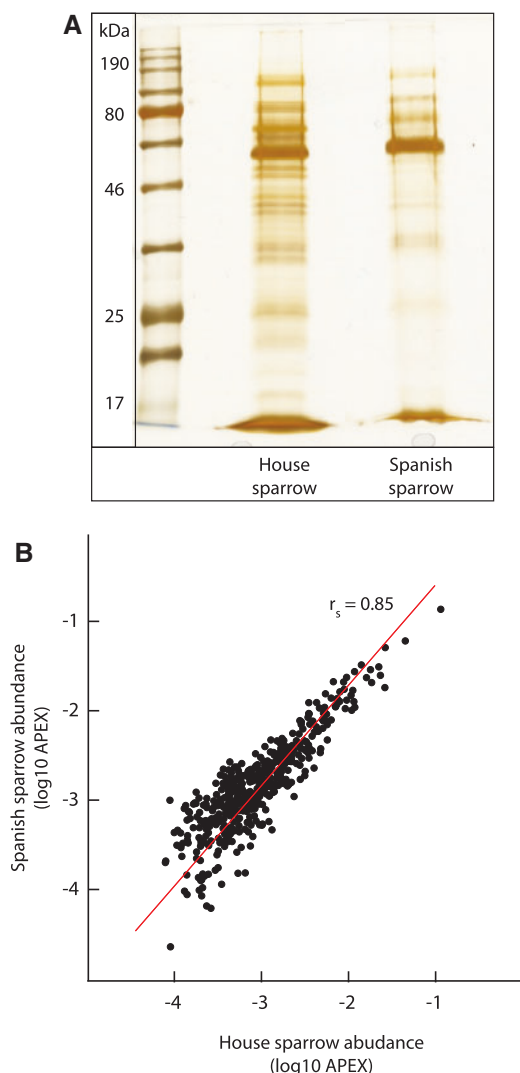 A
kDa
190
80
46
25
17
House
sparrow
Spanish
sparrow
B
r_s = 0.85
-1
-2
-3
-4
Spanish sparrow abundance
(log10 APEX)
-4
-3
-2
-1
House sparrow abudance
(log10 APEX)